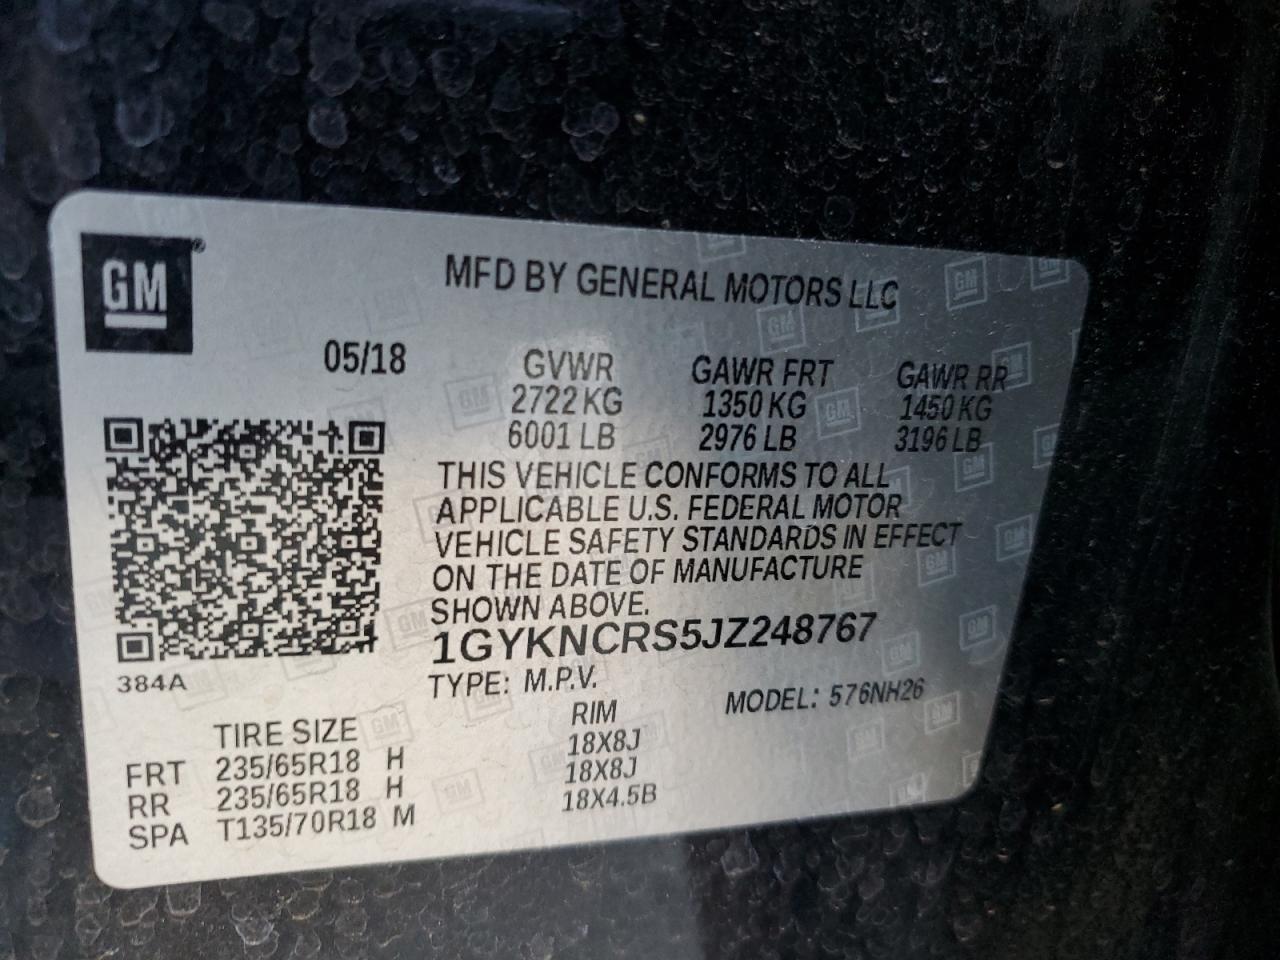 GM®
MFD BY GENERAL MOTORS LLC
05/18 GVWR GAWR FRT GAWR RR
2722 KG 1350 KG 1450 KG
6001 LB 2976 LB 3196 LB
THIS VEHICLE CONFORMS TO ALL
APPLICABLE U.S. FEDERAL MOTOR
VEHICLE SAFETY STANDARDS IN EFFECT
ON THE DATE OF MANUFACTURE
SHOWN ABOVE.
1GYKNCRS5JZ248767
384A
TYPE: M.P.V. MODEL: 576NH26
TIRE SIZE RIM
FRT 235/65R18 H 18X8J
RR 235/65R18 H 18X8J
SPA T135/70R18 M 18X4.5B